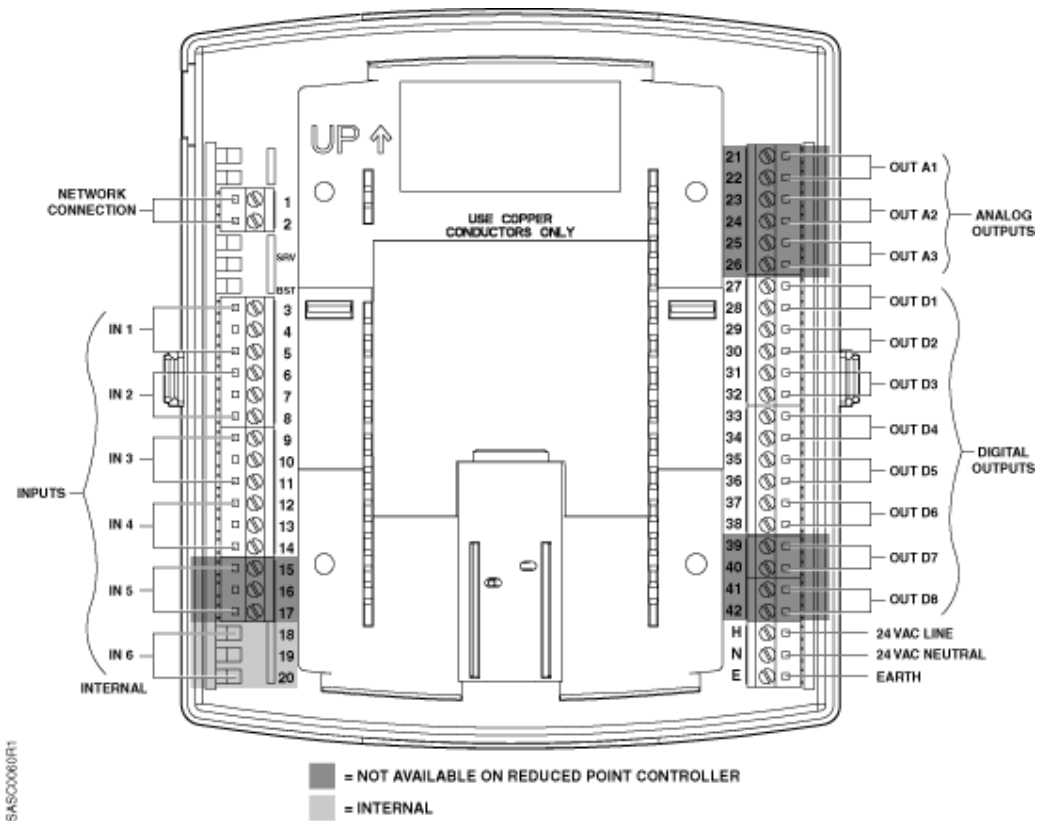 UP ↑
USE COPPER
CONDUCTORS ONLY
NETWORK
CONNECTION
1
2
SRV
RST
INPUTS
IN 1
3
4
5
IN 2
6
7
8
IN 3
9
10
11
IN 4
12
13
14
IN 5
15
16
17
IN 6
18
19
20
INTERNAL
21
22
OUT A1
23
24
OUT A2
25
26
OUT A3
ANALOG
OUTPUTS
27
28
OUT D1
29
30
OUT D2
31
32
OUT D3
33
34
OUT D4
35
36
OUT D5
37
38
OUT D6
39
40
OUT D7
41
42
OUT D8
DIGITAL
OUTPUTS
H 24 VAC LINE
N 24 VAC NEUTRAL
E EARTH
= NOT AVAILABLE ON REDUCED POINT CONTROLLER
= INTERNAL
SASC0060R1